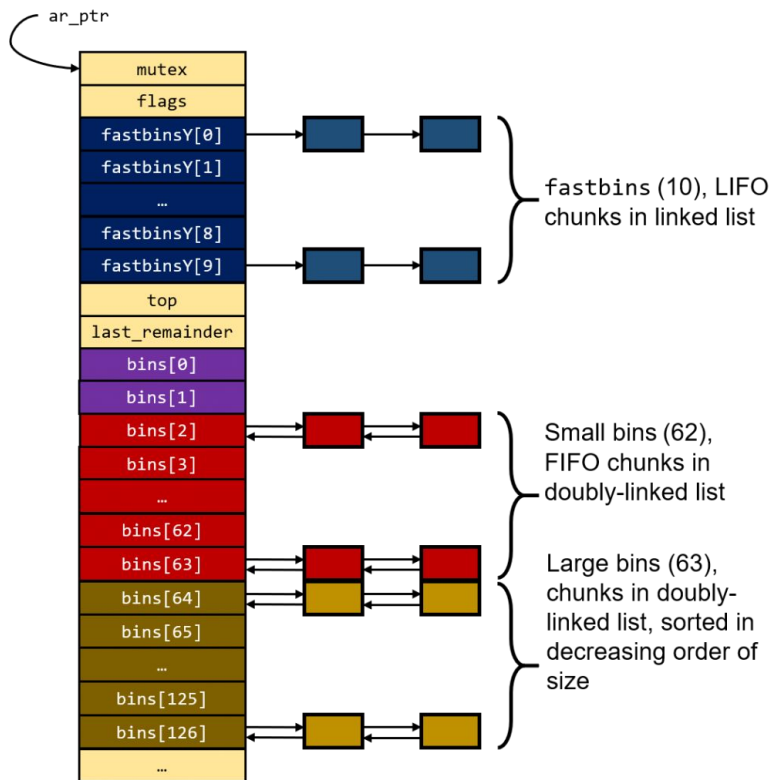 ar_ptr
mutex
flags
fastbinsY[0]
fastbinsY[1]
…
fastbinsY[8]
fastbinsY[9]
top
last_remainder
bins[0]
bins[1]
bins[2]
bins[3]
…
bins[62]
bins[63]
bins[64]
bins[65]
…
bins[125]
bins[126]
…
fastbins (10), LIFO
chunks in linked list
Small bins (62),
FIFO chunks in
doubly-linked list
Large bins (63),
chunks in doubly-
linked list, sorted in
decreasing order of
size